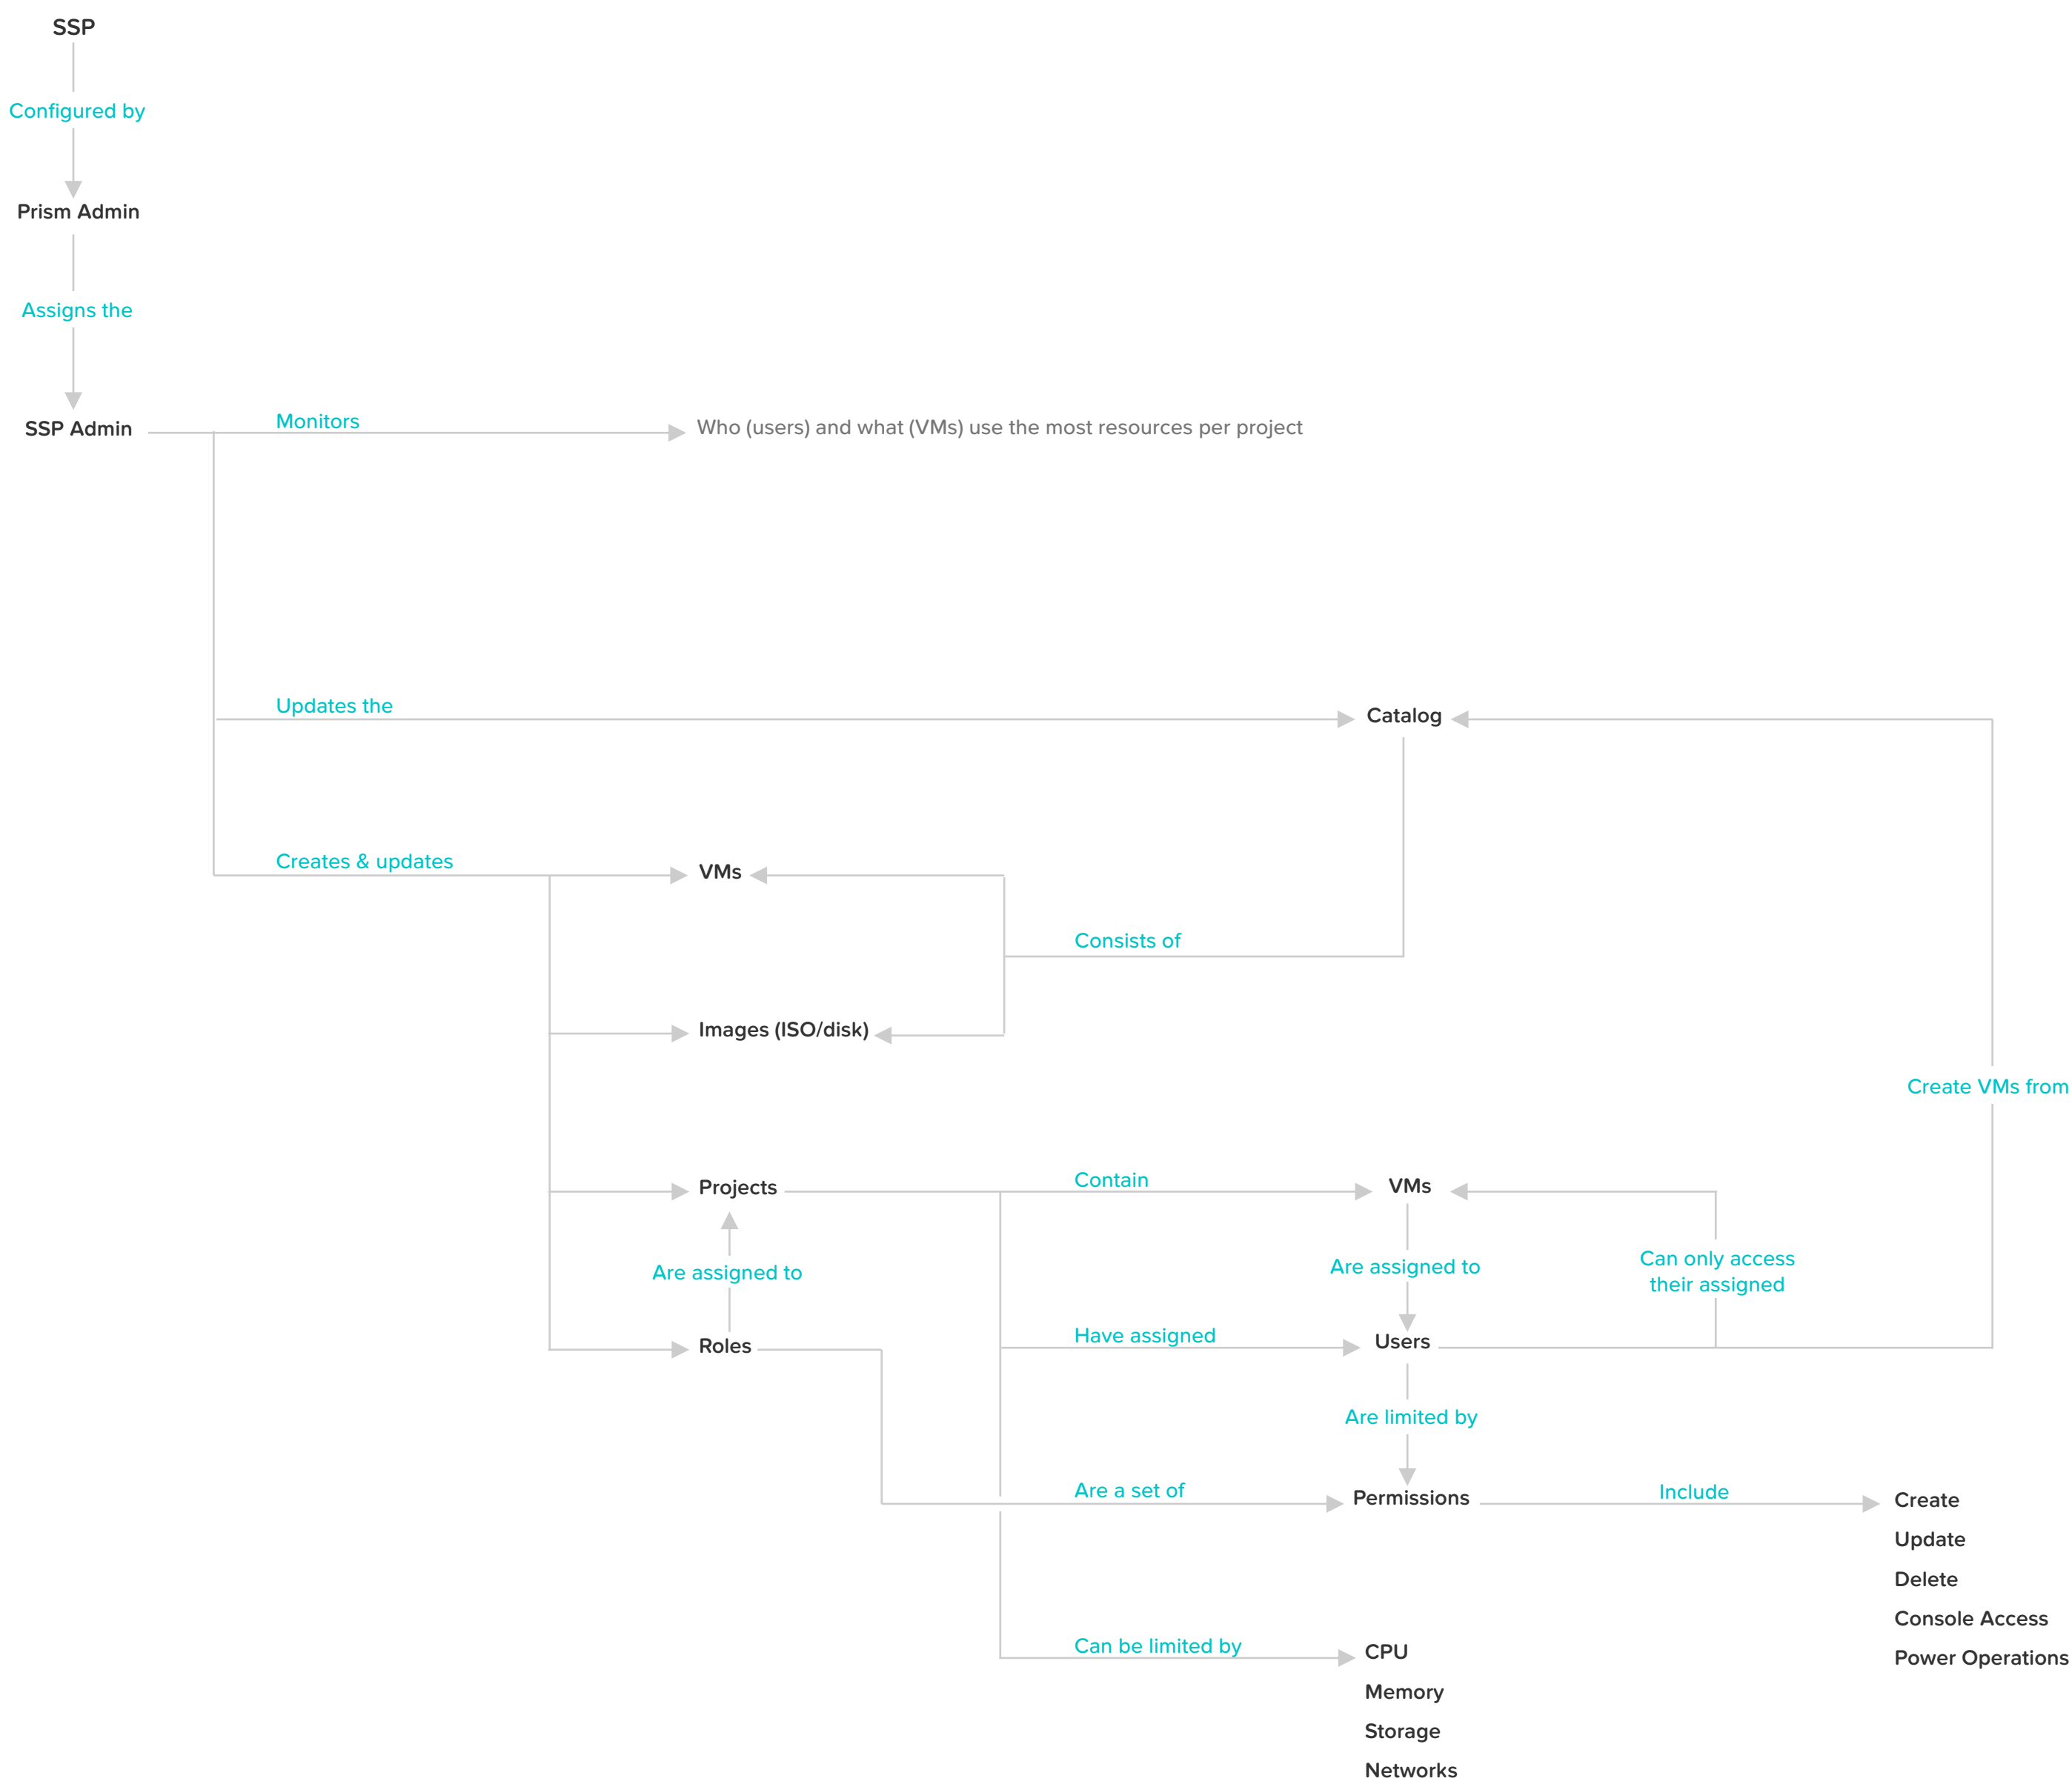 SSP
Configured by
Prism Admin
Assigns the
SSP Admin
Monitors
Who (users) and what (VMs) use the most resources per project
Updates the
Catalog
Creates & updates
VMs
Consists of
Images (ISO/disk)
Create VMs from
Projects
Contain
VMs
Are assigned to
Are assigned to
Can only access
their assigned
Roles
Have assigned
Users
Are limited by
Are a set of
Permissions
Include
Create
Update
Delete
Console Access
Power Operations
Can be limited by
CPU
Memory
Storage
Networks